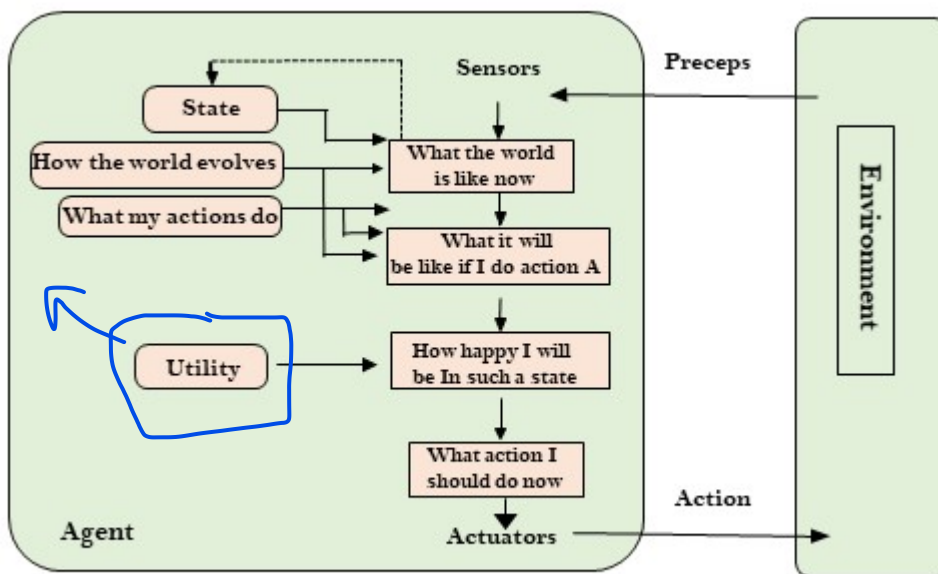 Sensors
Preceps
State
How the world evolves
What the world
is like now
What my actions do
What it will
be like if I do action A
Utility
How happy I will
be In such a state
What action I
should do now
Agent
Actuators
Action
Environment